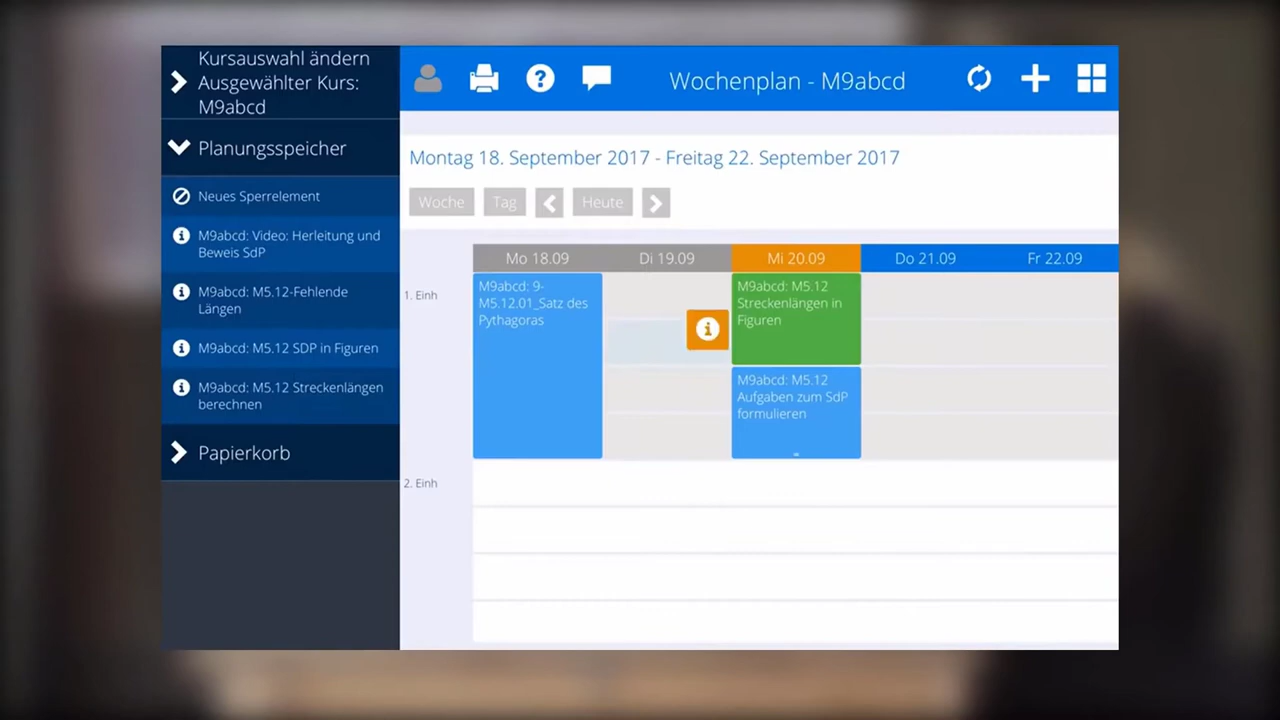 Kursauswahl ändern
Ausgewählter Kurs:
M9abcd
Planungsspeicher
Neues Sperrelement
M9abcd: Video: Herleitung und
Beweis SdP
M9abcd: M5.12-Fehlende
Längen
M9abcd: M5.12 SDP in Figuren
M9abcd: M5.12 Streckenlängen
berechnen
Papierkorb
Wochenplan - M9abcd
Montag 18. September 2017 - Freitag 22. September 2017
Woche Tag Heute
Mo 18.09 Di 19.09 Mi 20.09 Do 21.09 Fr 22.09
1. Einh
M9abcd: 9-
M5.12.01_Satz des
Pythagoras
M9abcd: M5.12
Streckenlängen in
Figuren
M9abcd: M5.12
Aufgaben zum SdP
formulieren
2. Einh